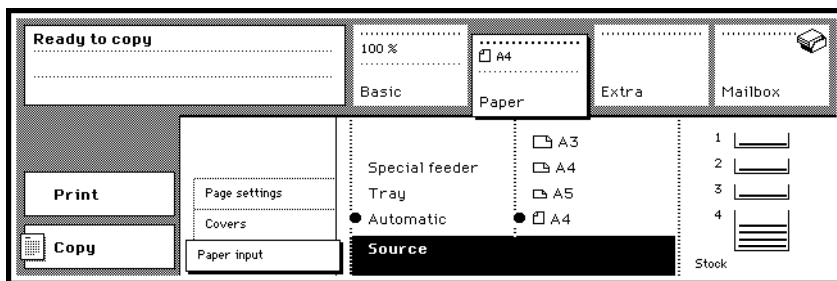 Ready to copy
100 %
Basic
A4
Paper
Extra
Mailbox
Print
Copy
Page settings
Covers
Paper input
Special feeder
Tray
Automatic
Source
A3
A4
A5
A4
1
2
3
4
Stock